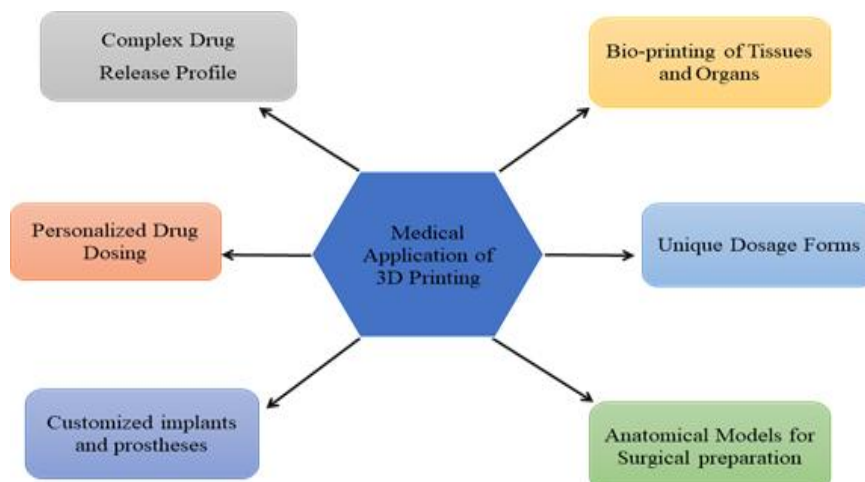 Complex Drug
Release Profile
Bio-printing of Tissues
and Organs
Personalized Drug
Dosing
Medical
Application of
3D Printing
Unique Dosage Forms
Customized implants
and prostheses
Anatomical Models for
Surgical preparation